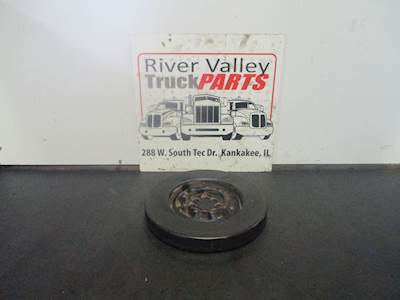 River Valley
TruckPARTS
288 W. South Tec Dr. Kankakee, IL